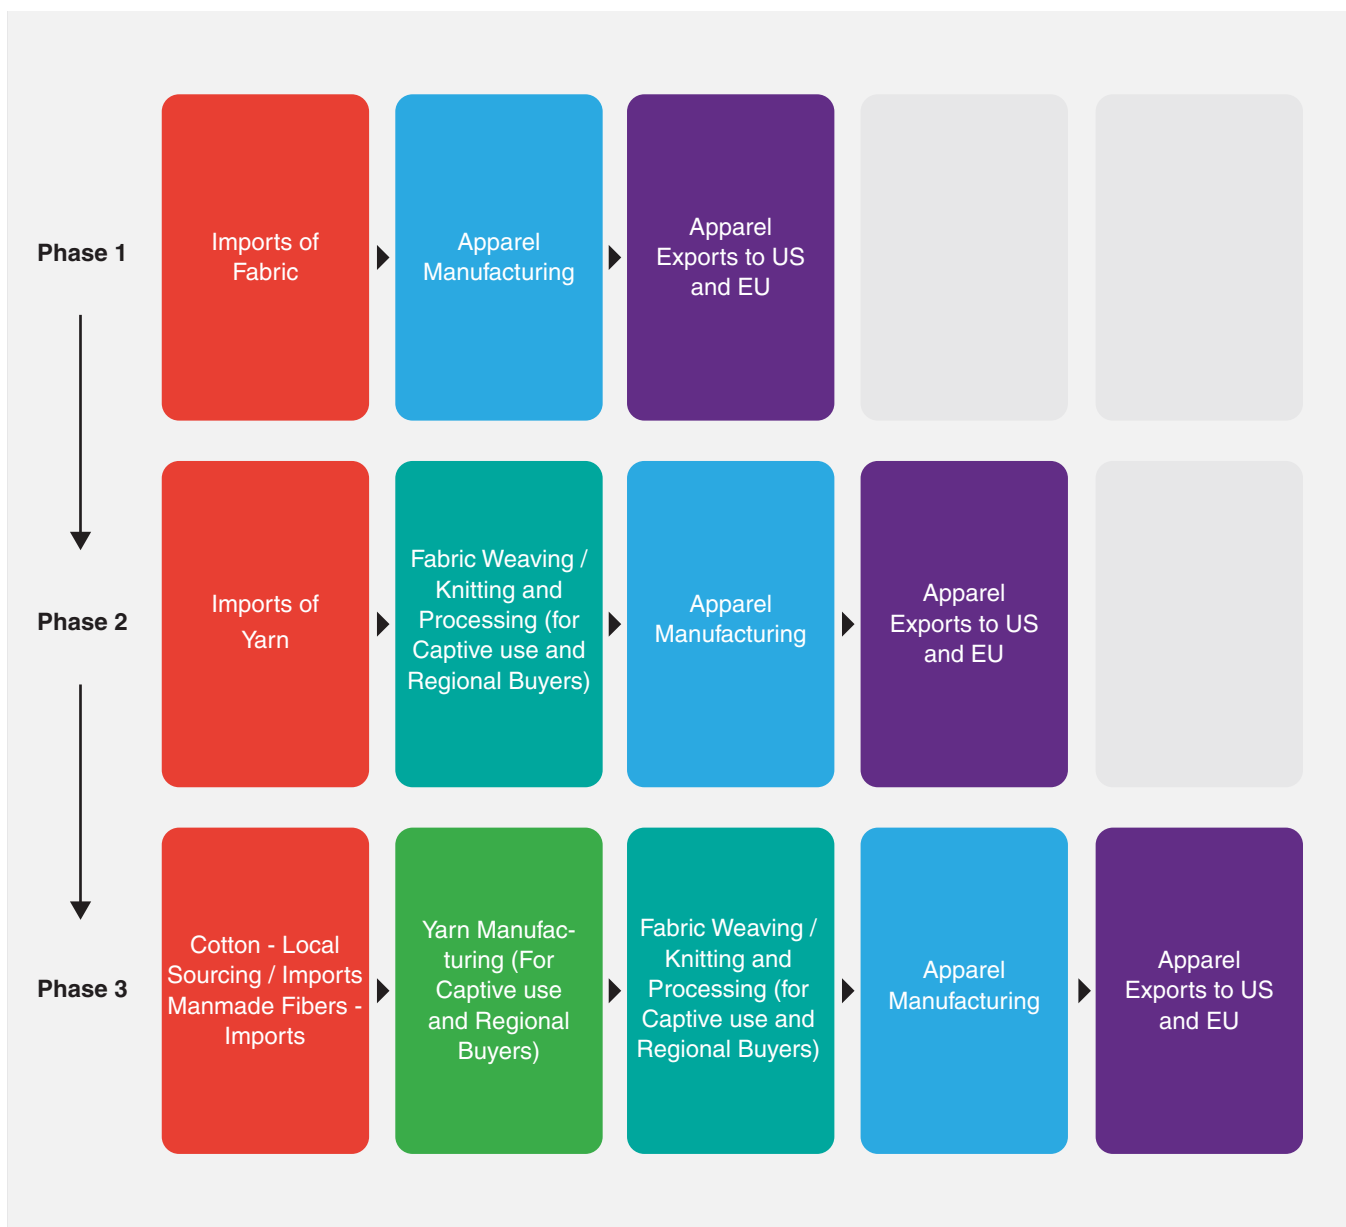 Phase 1
Imports of
Fabric
Apparel
Manufacturing
Apparel
Exports to US
and EU
Phase 2
Imports of
Yarn
Fabric Weaving /
Knitting and
Processing (for
Captive use and
Regional Buyers)
Apparel
Manufacturing
Apparel
Exports to US
and EU
Phase 3
Cotton - Local
Sourcing / Imports
Manmade Fibers -
Imports
Yarn Manufac-
turing (For
Captive use
and Regional
Buyers)
Fabric Weaving /
Knitting and
Processing (for
Captive use and
Regional Buyers)
Apparel
Manufacturing
Apparel
Exports to US
and EU